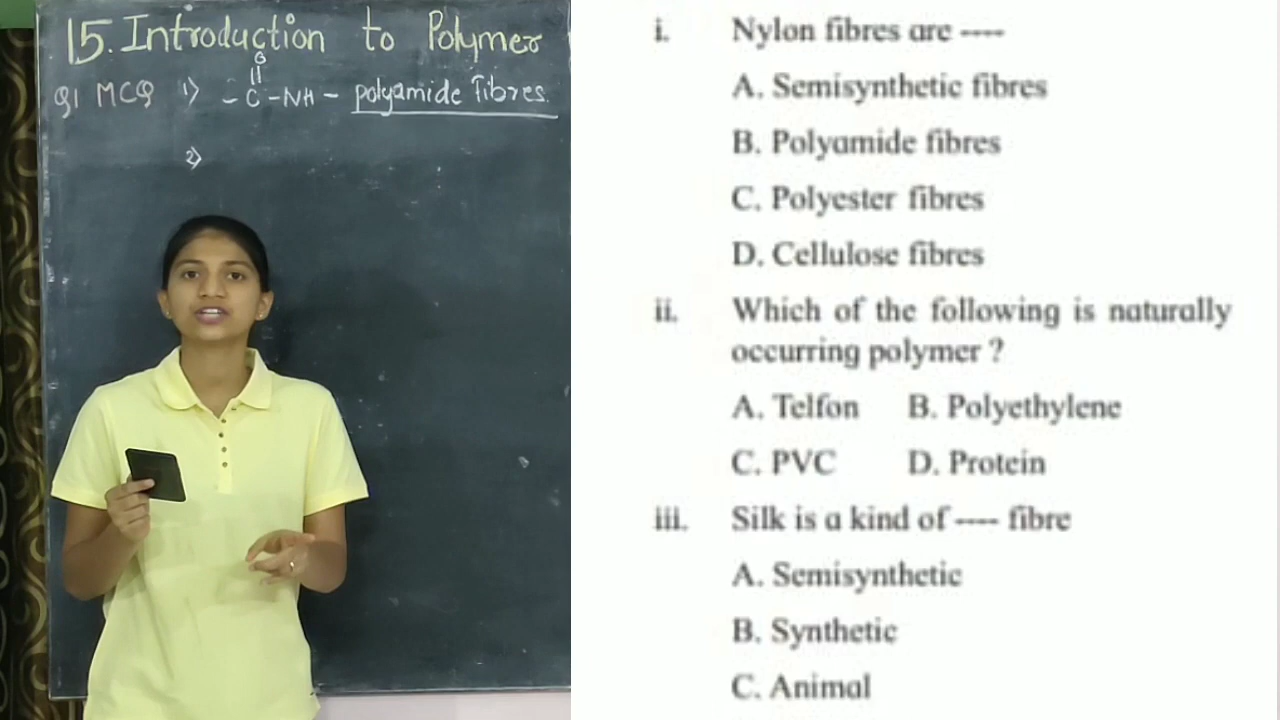 15. Introduction to Polymer
Q1 MCQ 1) - C - NH - polyamide fibres.
O
||
2)
i. Nylon fibres are ----
A. Semisynthetic fibres
B. Polyamide fibres
C. Polyester fibres
D. Cellulose fibres
ii. Which of the following is naturally
occurring polymer ?
A. Telfon B. Polyethylene
C. PVC D. Protein
iii. Silk is a kind of ---- fibre
A. Semisynthetic
B. Synthetic
C. Animal